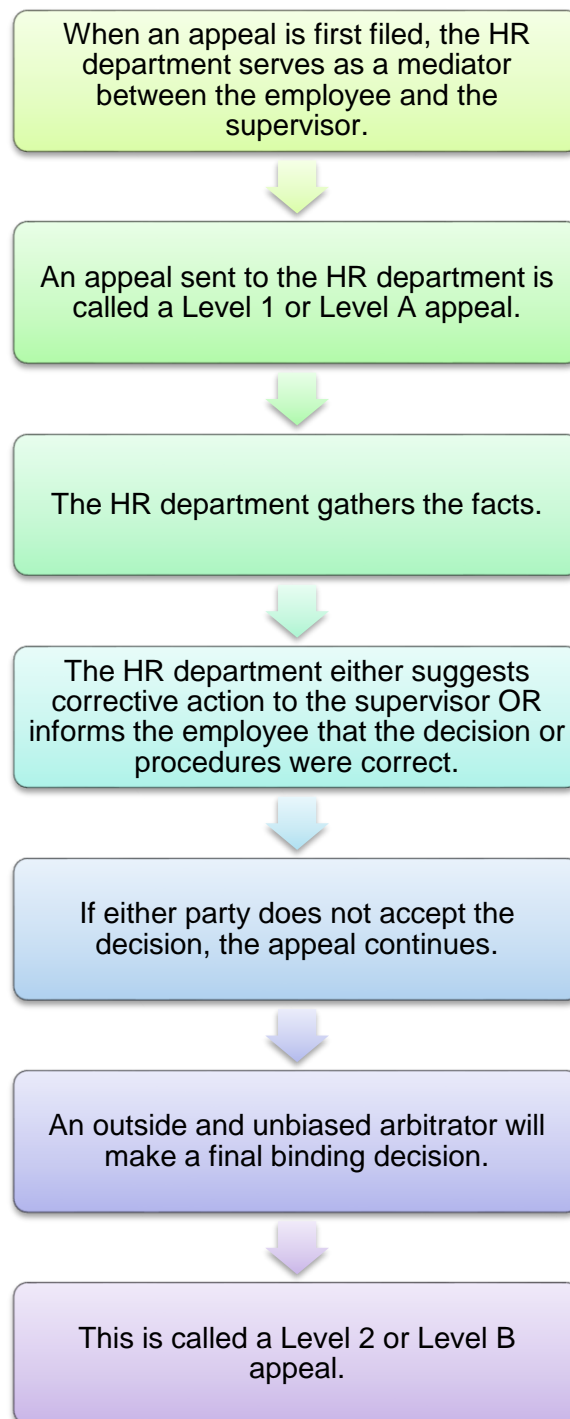 When an appeal is first filed, the HR
department serves as a mediator
between the employee and the
supervisor.
An appeal sent to the HR department is
called a Level 1 or Level A appeal.
The HR department gathers the facts.
The HR department either suggests
corrective action to the supervisor OR
informs the employee that the decision or
procedures were correct.
If either party does not accept the
decision, the appeal continues.
An outside and unbiased arbitrator will
make a final binding decision.
This is called a Level 2 or Level B
appeal.